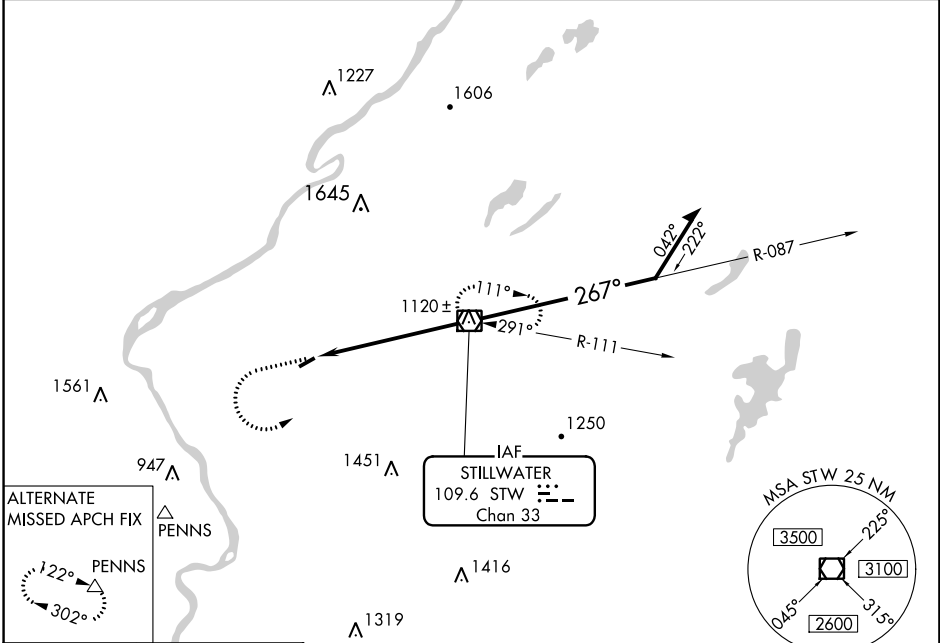 1227
1606
1645
042°
222°
R-087
267°
1120 ±
111°
291°
R-111
1561
1250
947
1451
IAF
STILLWATER
109.6 STW
Chan 33
ALTERNATE
MISSED APCH FIX
PENNS
PENNS
122°
302°
1416
1319
MSA STW 25 NM
3500
225°
3100
045°
315°
2600